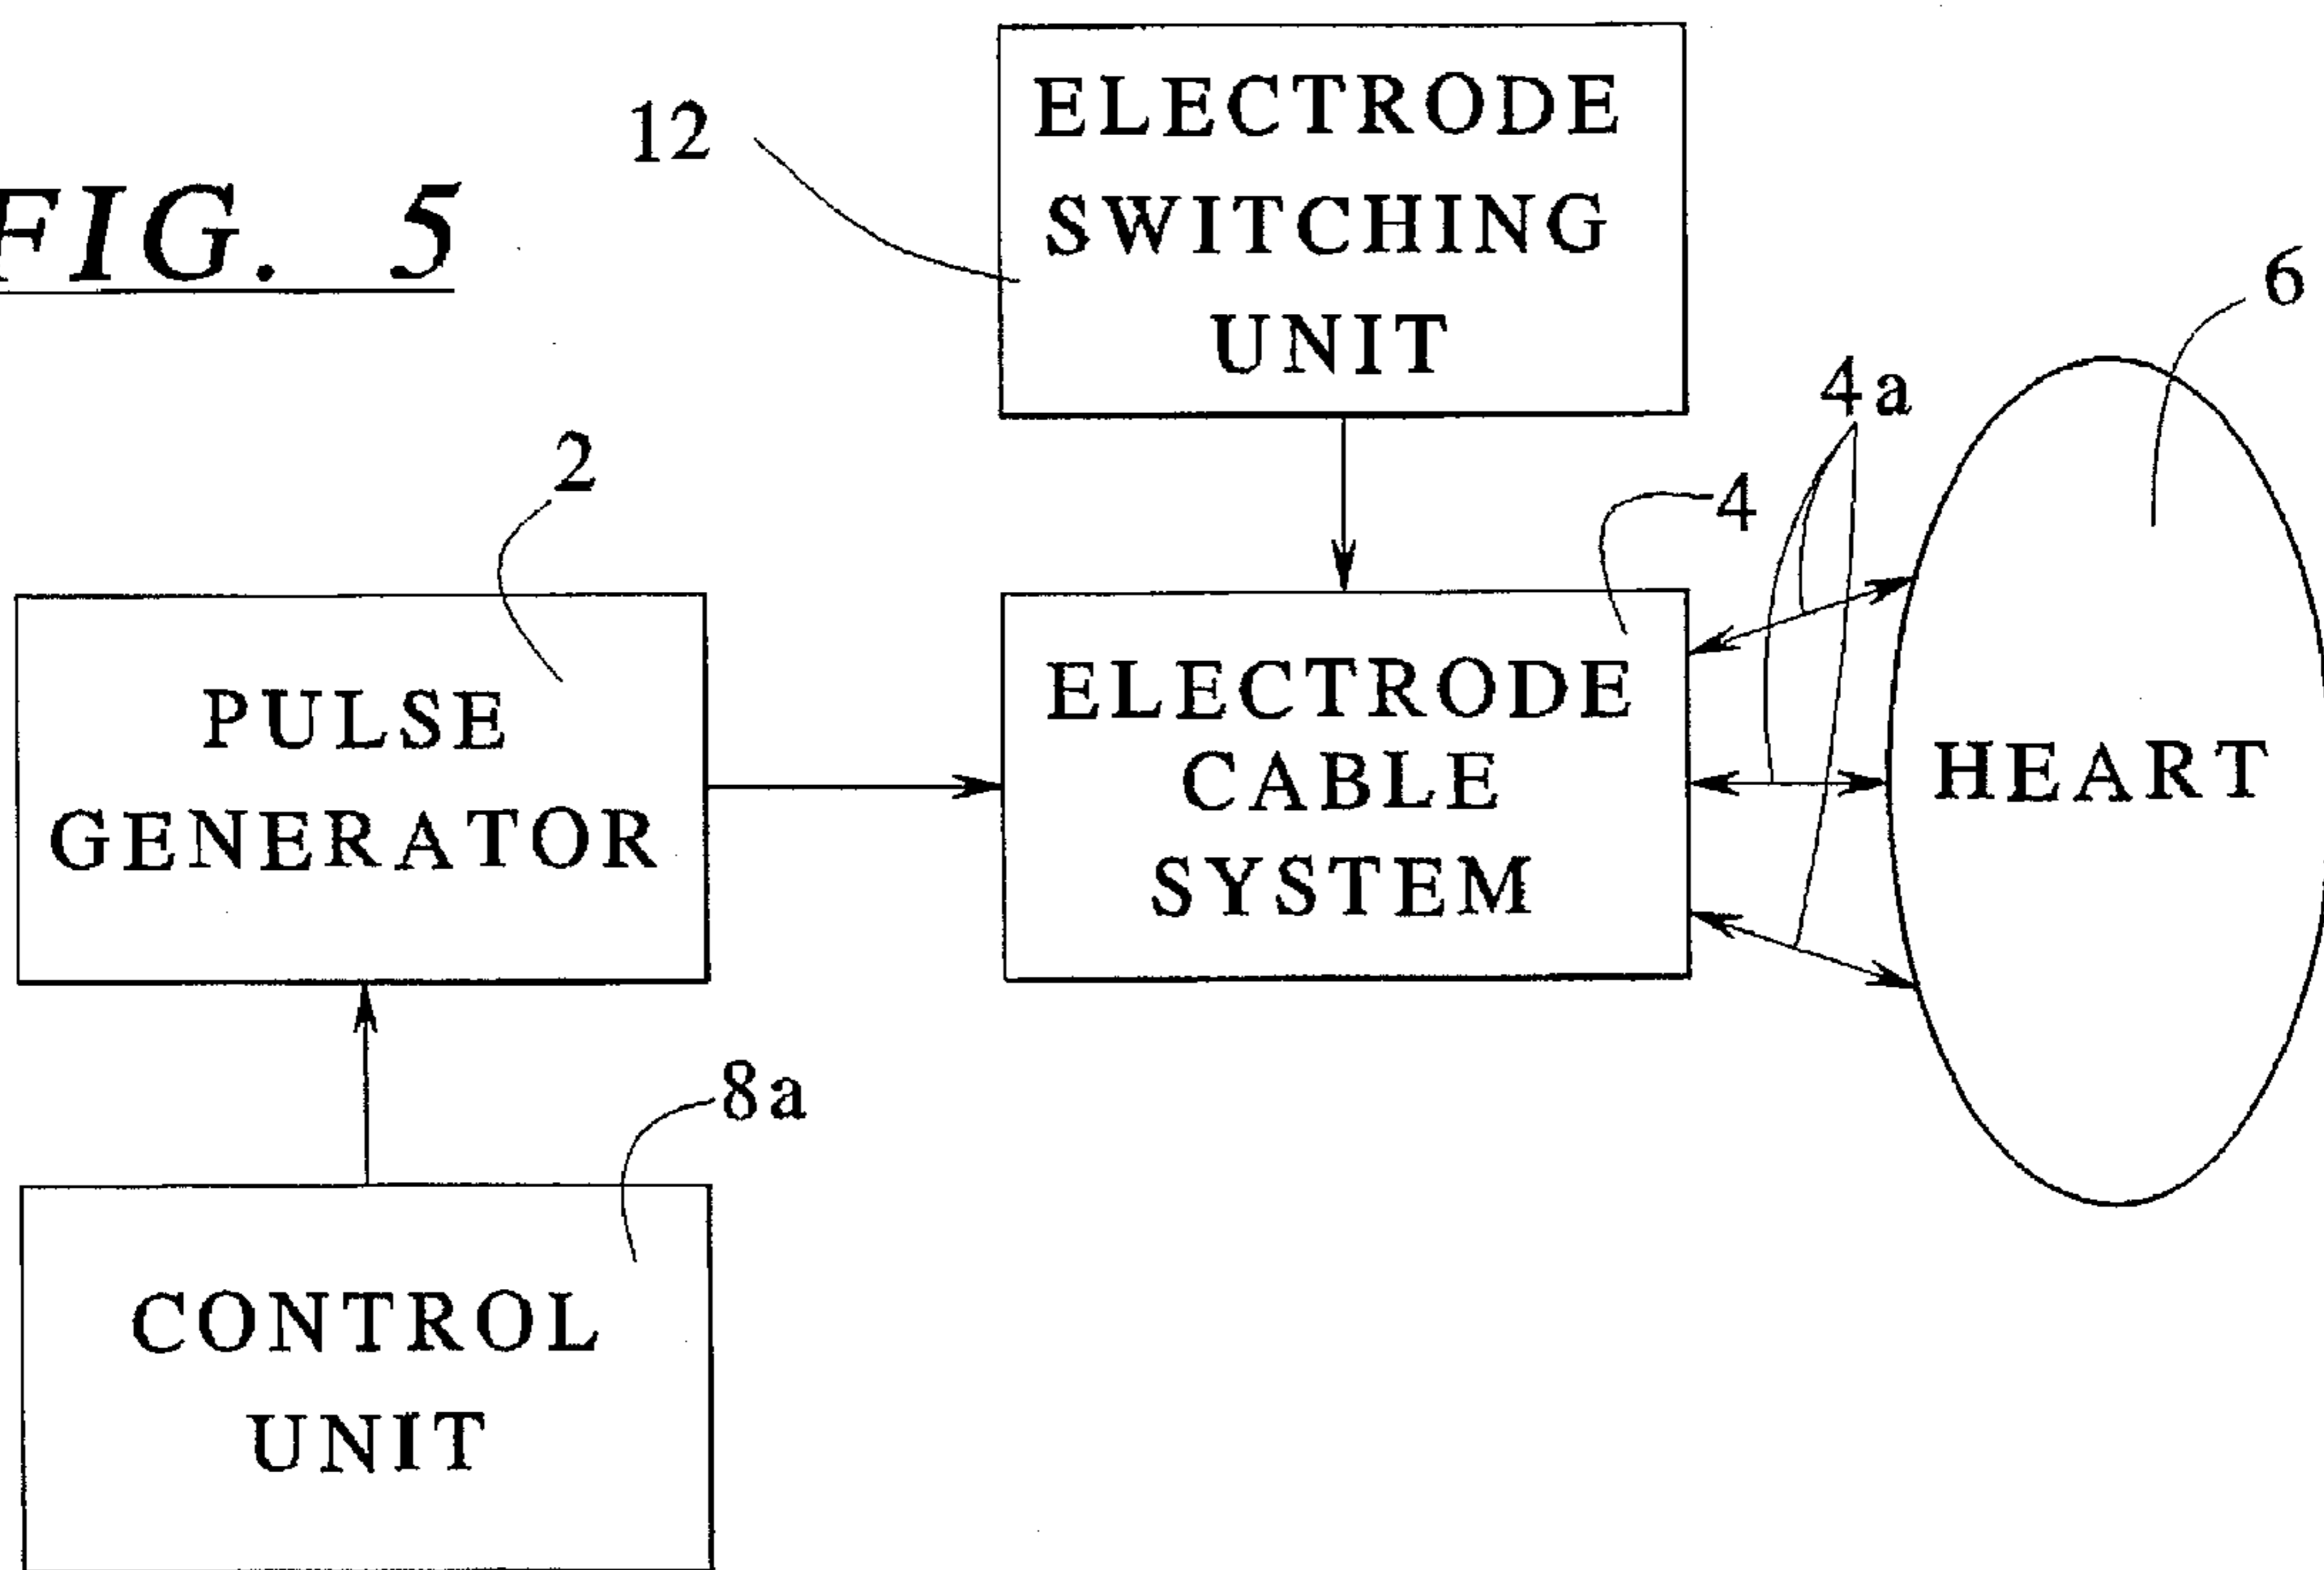 FIG. 5
12
ELECTRODE
SWITCHING
UNIT
6
4a
2
4
PULSE
GENERATOR
ELECTRODE
CABLE
SYSTEM
HEART
8a
CONTROL
UNIT